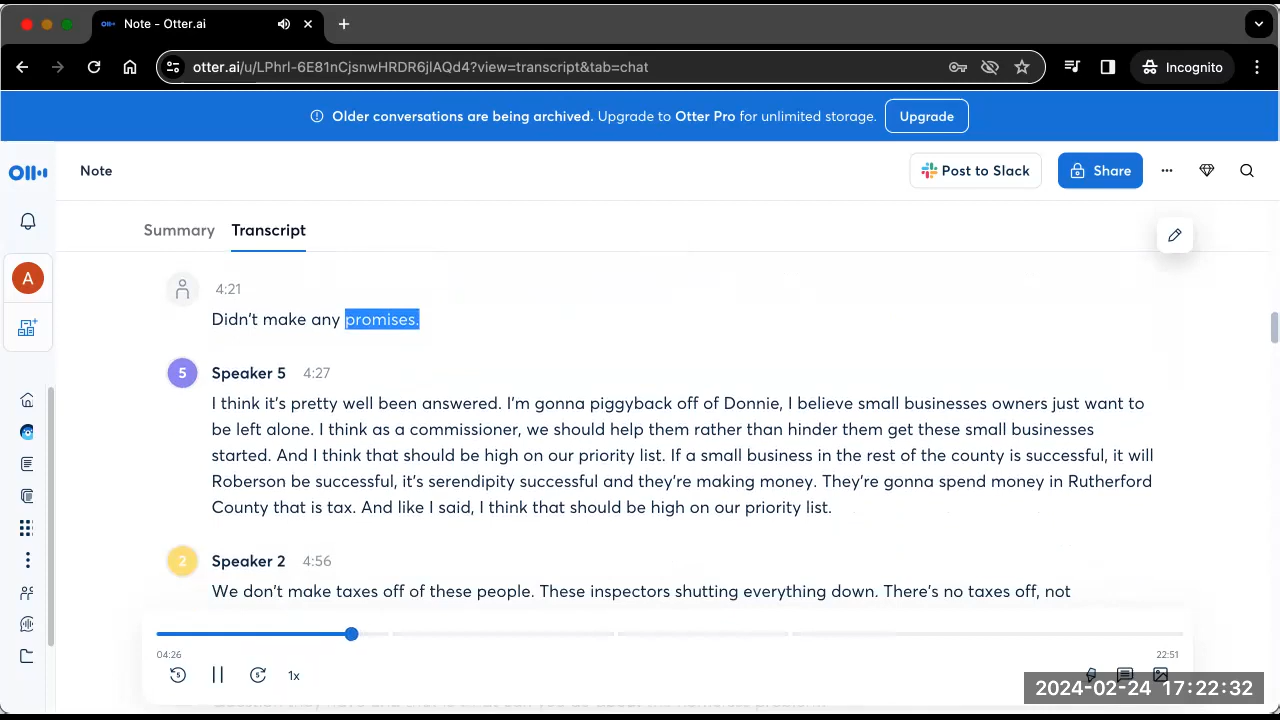 Note - Otter.ai
otter.ai/u/LPhrI-6E81nCjsnwHRDR6jlAQd4?view=transcript&tab=chat
Incognito
Older conversations are being archived. Upgrade to Otter Pro for unlimited storage.
Upgrade
Note
Post to Slack
Share
Summary
Transcript
A
4:21
Didn't make any promises.
5
Speaker 5 4:27
I think it's pretty well been answered. I'm gonna piggyback off of Donnie, I believe small businesses owners just want to
be left alone. I think as a commissioner, we should help them rather than hinder them get these small businesses
started. And I think that should be high on our priority list. If a small business in the rest of the county is successful, it will
Roberson be successful, it's serendipity successful and they're making money. They're gonna spend money in Rutherford
County that is tax. And like I said, I think that should be high on our priority list.
2
Speaker 2 4:56
We don't make taxes off of these people. These inspectors shutting everything down. There's no taxes off, not
04:26
22:51
5
5
1x
2024-02-24 17:22:32